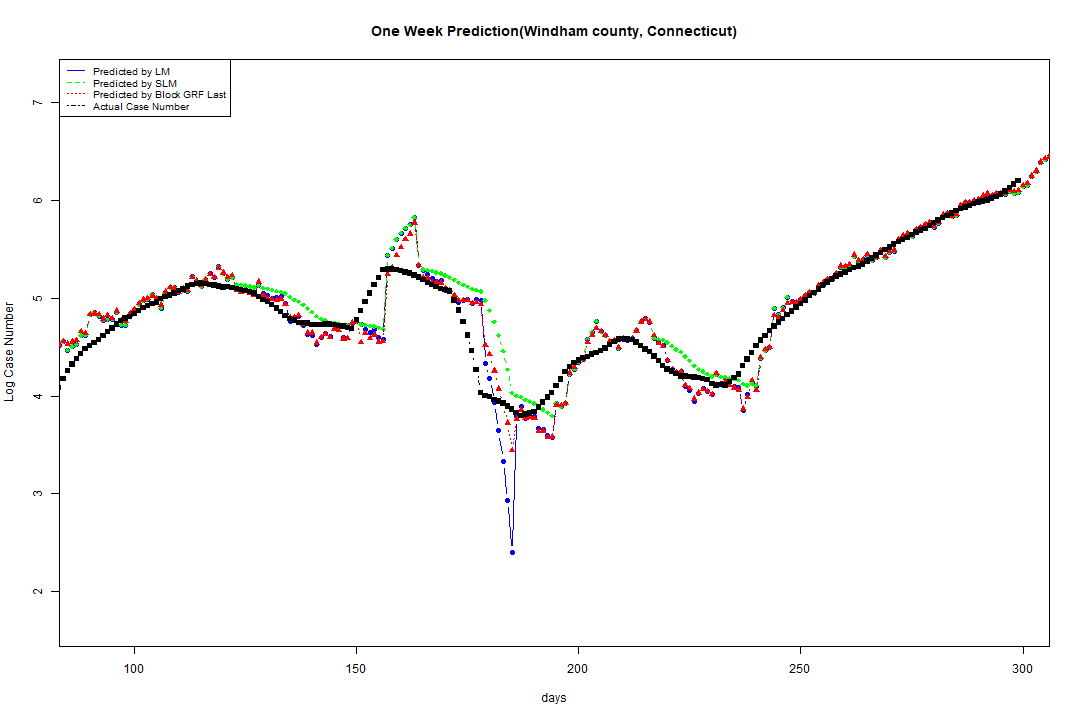 One Week Prediction(Windham county, Connecticut)
Predicted by LM
Predicted by SLM
Predicted by Block GRF Last
Actual Case Number
Log Case Number
7
6
5
4
3
2
100 150 200 250 300
days